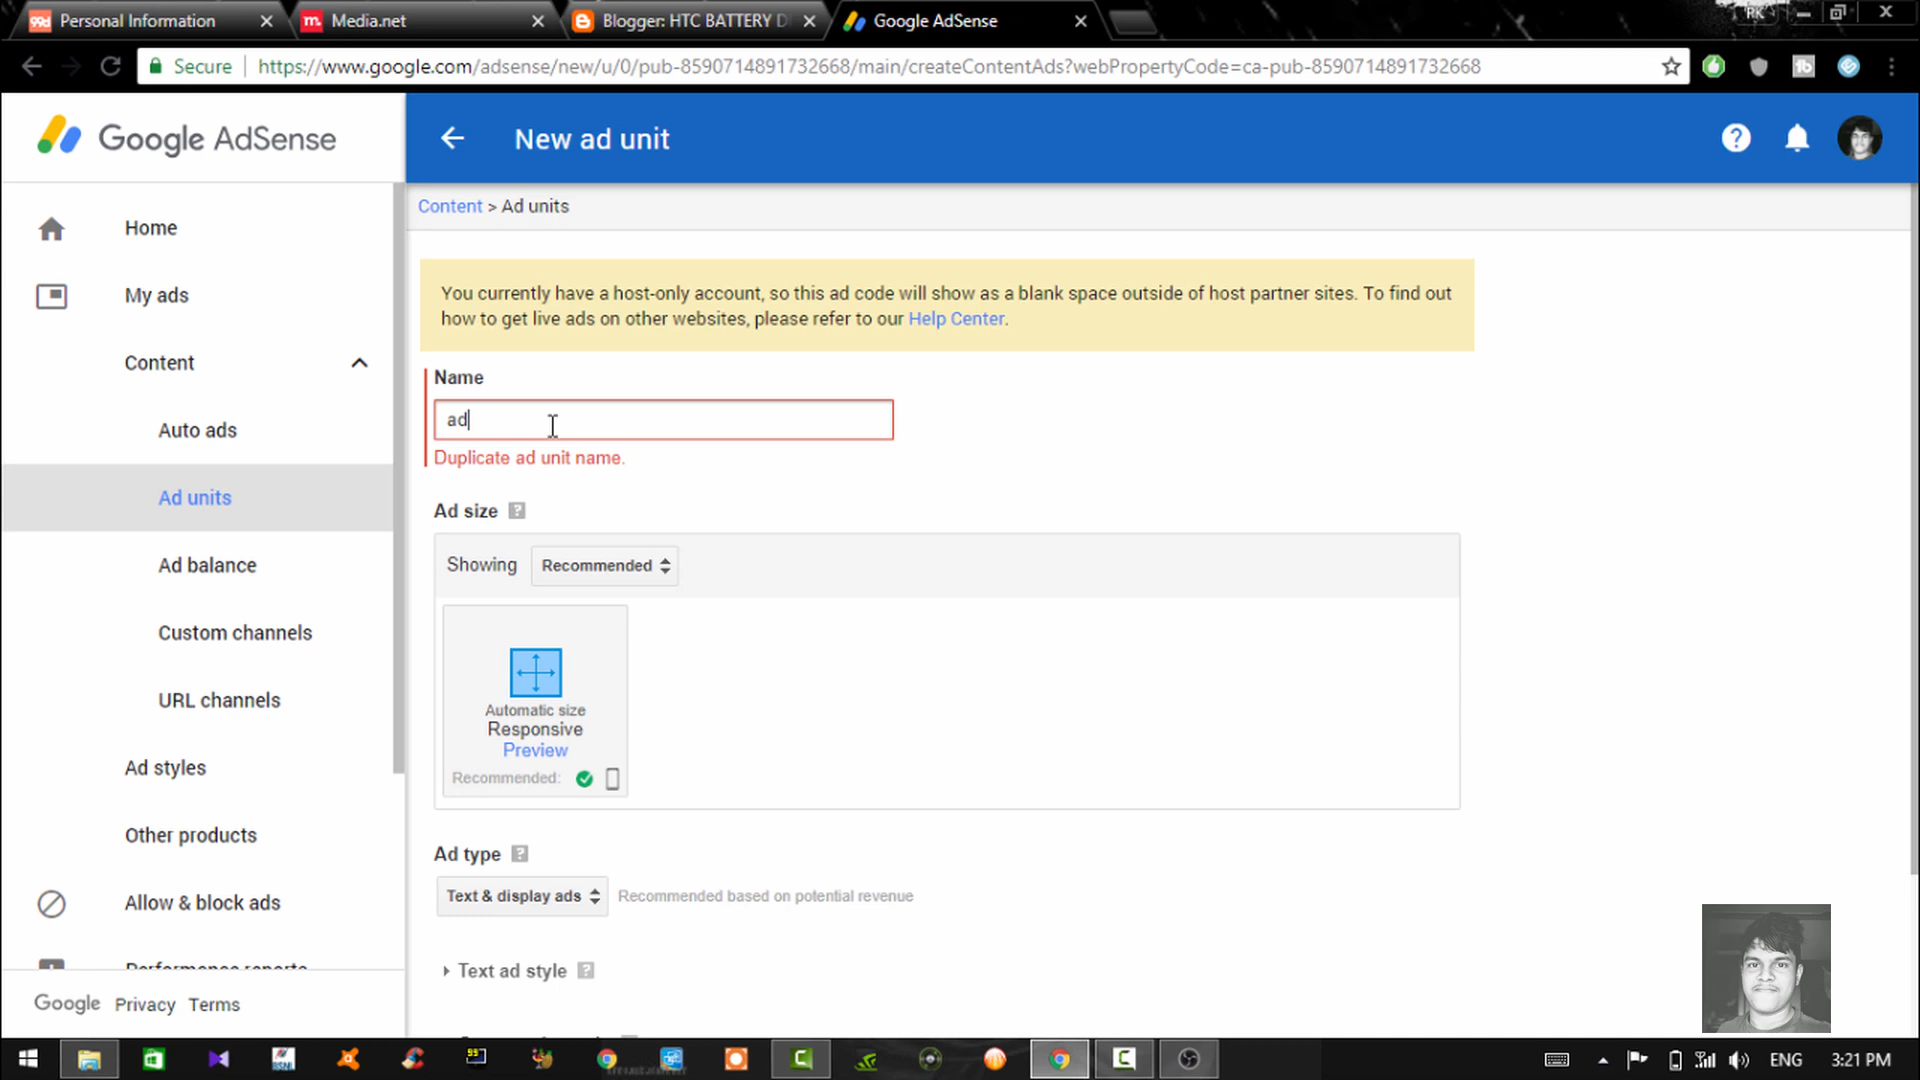 99d Personal Information
m. Media.net
Blogger: HTC BATTERY D
Google AdSense
RK
Secure
https://www.google.com/adsense/new/u/0/pub-8590714891732668/main/createContentAds?webPropertyCode=ca-pub-8590714891732668
Google AdSense
New ad unit
Content > Ad units
Home
My ads
Content
Auto ads
Ad units
Ad balance
Custom channels
URL channels
Ad styles
Other products
Allow & block ads
Performance reports
Google Privacy Terms
You currently have a host-only account, so this ad code will show as a blank space outside of host partner sites. To find out
how to get live ads on other websites, please refer to our Help Center.
Name
ad
Duplicate ad unit name.
Ad size ?
Showing Recommended
Automatic size
Responsive
Preview
Recommended:
Ad type ?
Text & display ads Recommended based on potential revenue
Text ad style ?
ENG 3:21 PM